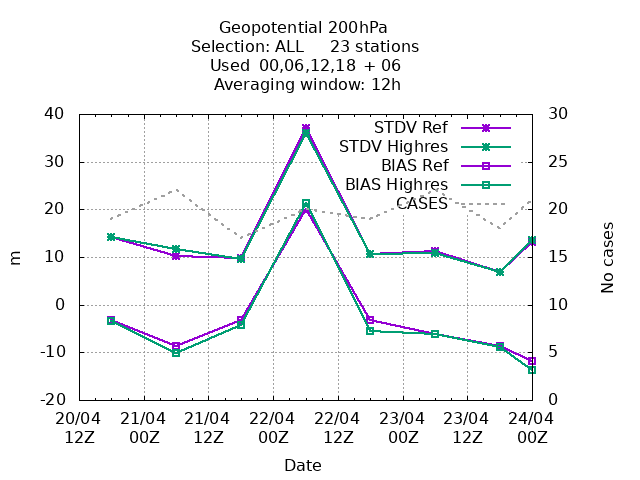 Geopotential 200hPa
Selection: ALL 23 stations
Used 00,06,12,18 + 06
Averaging window: 12h
40
30
20
10
0
-10
-20
30
25
20
15
10
5
0
STDV Ref
STDV Highres
BIAS Ref
BIAS Highres
CASES
m
No cases
20/04 21/04 21/04 22/04 22/04 23/04 23/04 24/04
12Z 00Z 12Z 00Z 12Z 00Z 12Z 00Z
Date